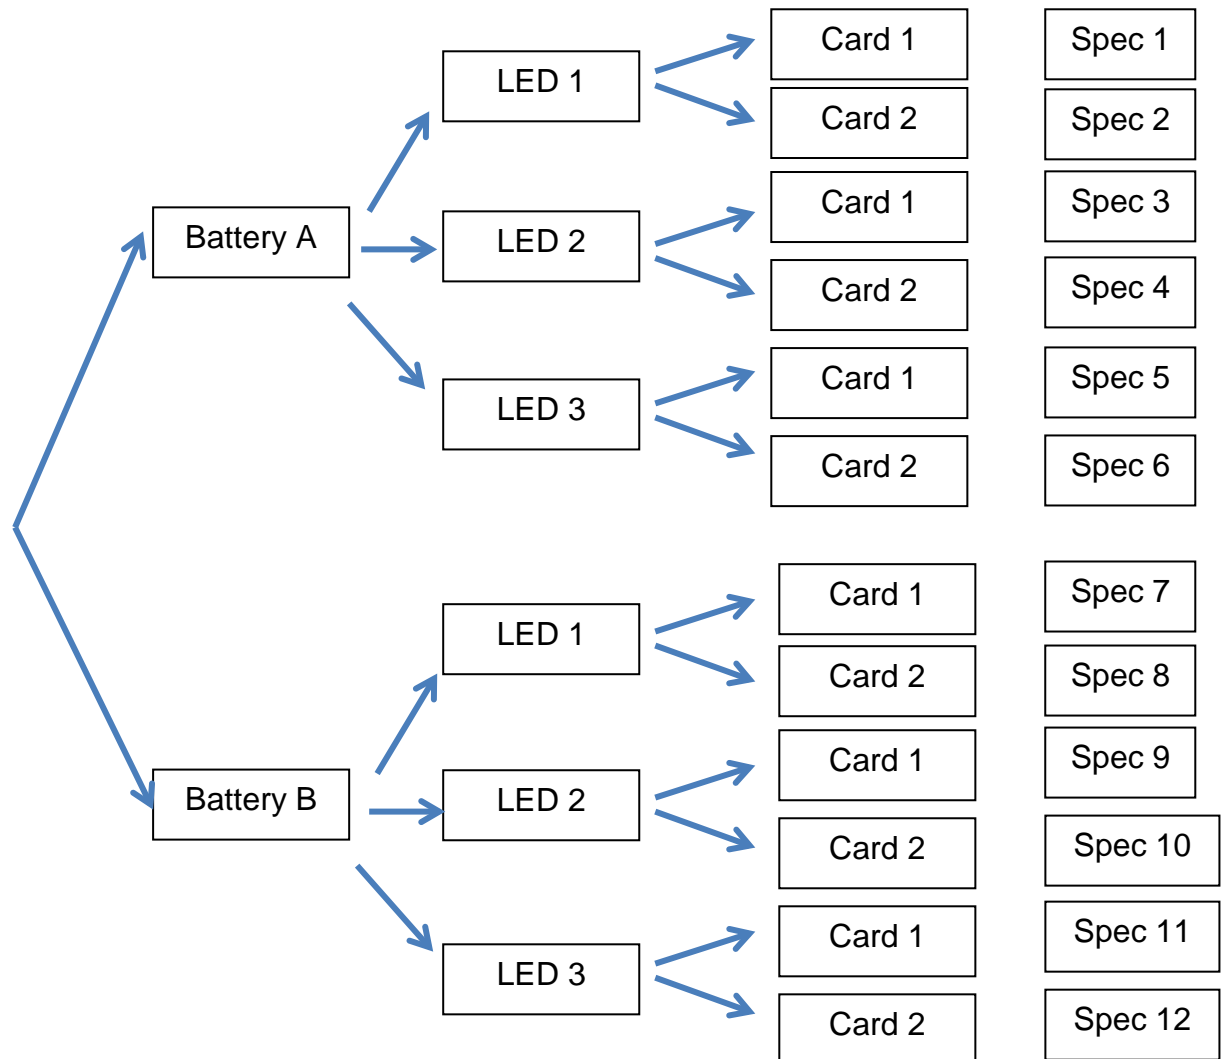 Card 1
Spec 1
LED 1
Card 2
Spec 2
Card 1
Spec 3
Battery A
LED 2
Card 2
Spec 4
Card 1
Spec 5
LED 3
Card 2
Spec 6
Card 1
Spec 7
LED 1
Card 2
Spec 8
Card 1
Spec 9
Battery B
LED 2
Card 2
Spec 10
Card 1
Spec 11
LED 3
Card 2
Spec 12